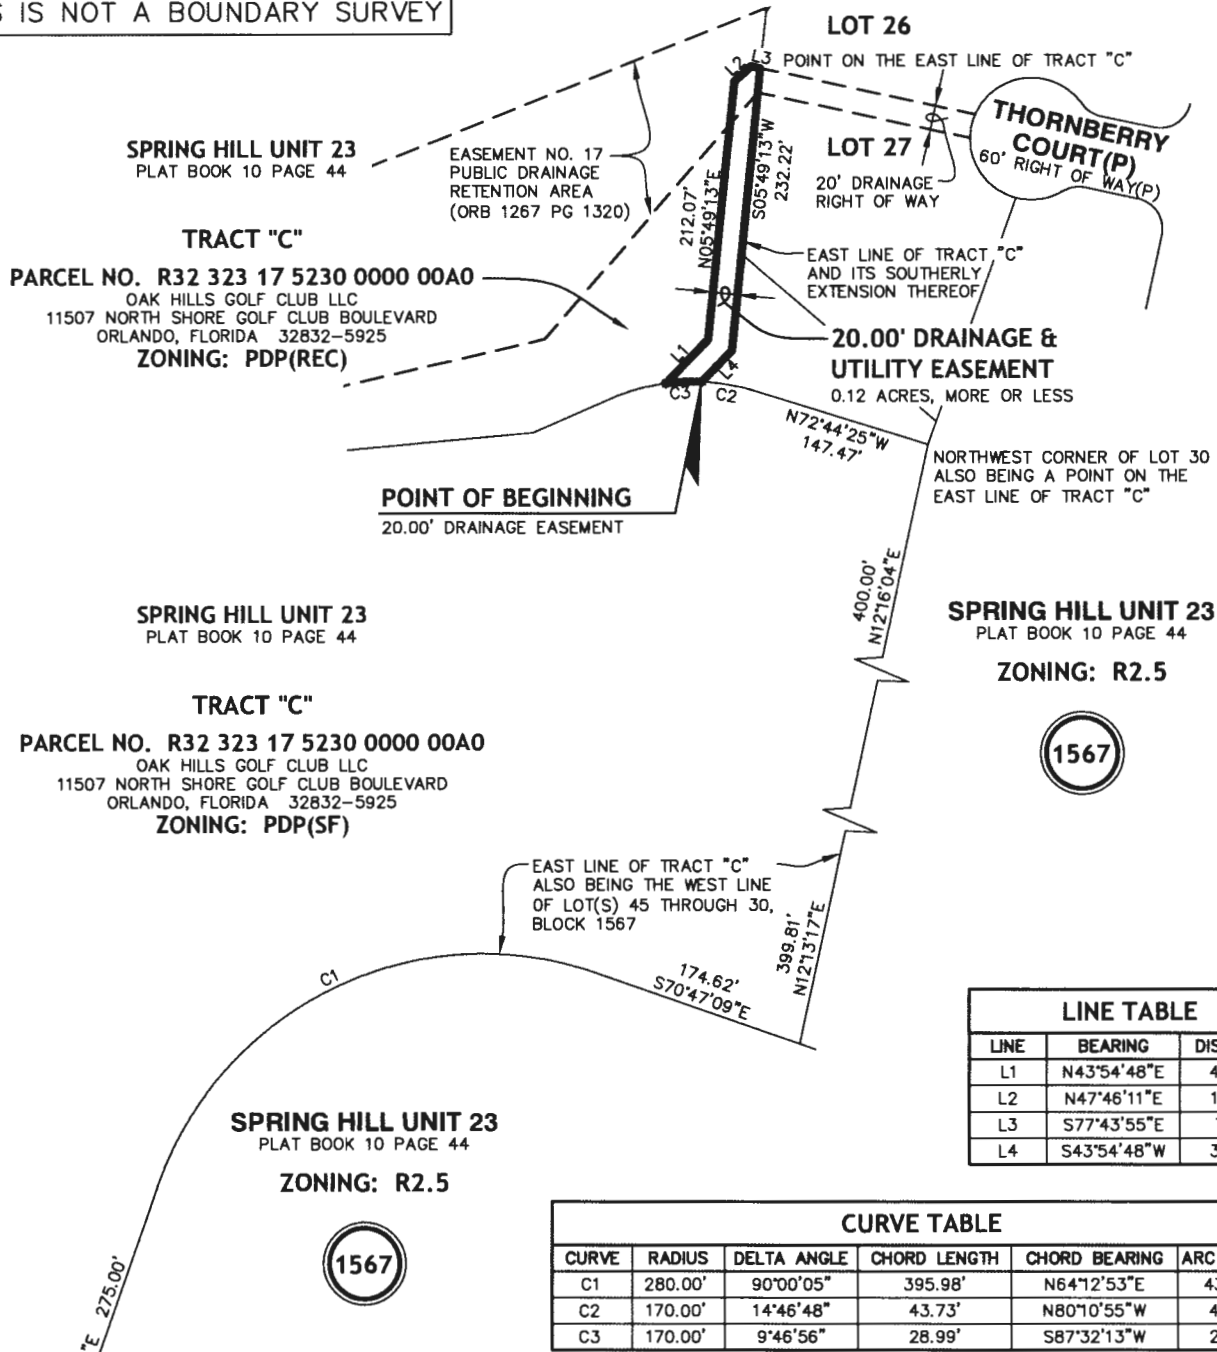 IS NOT A BOUNDARY SURVEY
LOT 26
POINT ON THE EAST LINE OF TRACT "C"
L2
L3
THORNBERRY
COURT(P)
60' RIGHT OF WAY(P)
LOT 27
20' DRAINAGE
RIGHT OF WAY
SPRING HILL UNIT 23
PLAT BOOK 10 PAGE 44
EASEMENT NO. 17
PUBLIC DRAINAGE
RETENTION AREA
(ORB 1267 PG 1320)
212.07'
N05°49'13"E
S05°49'13"W
232.22'
TRACT "C"
PARCEL NO. R32 323 17 5230 0000 00A0
OAK HILLS GOLF CLUB LLC
11507 NORTH SHORE GOLF CLUB BOULEVARD
ORLANDO, FLORIDA 32832-5925
ZONING: PDP(REC)
EAST LINE OF TRACT "C"
AND ITS SOUTHERLY
EXTENSION THEREOF
20.00' DRAINAGE &
UTILITY EASEMENT
0.12 ACRES, MORE OR LESS
L1
L4
C3
C2
N72°44'25"W
147.47'
NORTHWEST CORNER OF LOT 30
ALSO BEING A POINT ON THE
EAST LINE OF TRACT "C"
POINT OF BEGINNING
20.00' DRAINAGE EASEMENT
400.00'
N12°16'04"E
SPRING HILL UNIT 23
PLAT BOOK 10 PAGE 44
SPRING HILL UNIT 23
PLAT BOOK 10 PAGE 44
ZONING: R2.5
1567
TRACT "C"
PARCEL NO. R32 323 17 5230 0000 00A0
OAK HILLS GOLF CLUB LLC
11507 NORTH SHORE GOLF CLUB BOULEVARD
ORLANDO, FLORIDA 32832-5925
ZONING: PDP(SF)
EAST LINE OF TRACT "C"
ALSO BEING THE WEST LINE
OF LOT(S) 45 THROUGH 30,
BLOCK 1567
399.81'
N12°13'17"E
C1
174.62'
S70°47'09"E
LINE TABLE
LINE BEARING DIS
L1 N43°54'48"E 4
L2 N47°46'11"E 1
L3 S77°43'55"E
L4 S43°54'48"W 3
SPRING HILL UNIT 23
PLAT BOOK 10 PAGE 44
ZONING: R2.5
1567
"E 275.00'
CURVE TABLE
CURVE RADIUS DELTA ANGLE CHORD LENGTH CHORD BEARING ARC
C1 280.00' 90°00'05" 395.98' N64°12'53"E 4
C2 170.00' 14°46'48" 43.73' N80°10'55"W 4
C3 170.00' 9°46'56" 28.99' S87°32'13"W 2